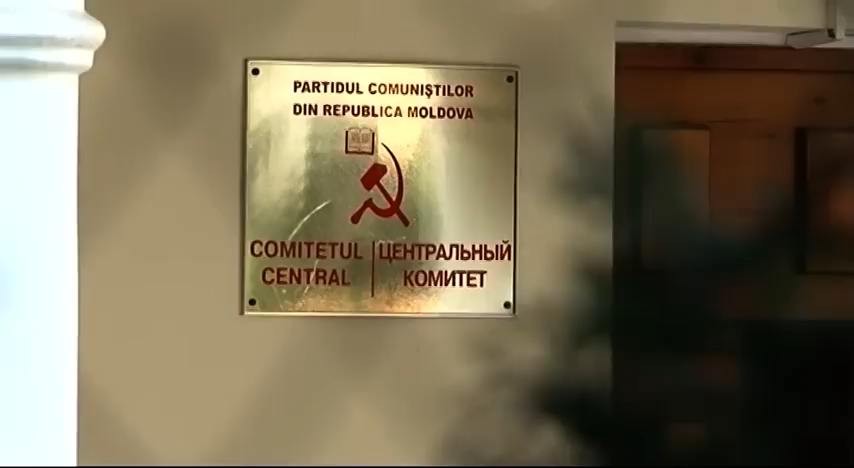 PARTIDUL COMUNIŞTILOR
DIN REPUBLICA MOLDOVA
COMITETUL
CENTRAL
ЦЕНТРАЛЬНЫЙ
КОМИТЕТ